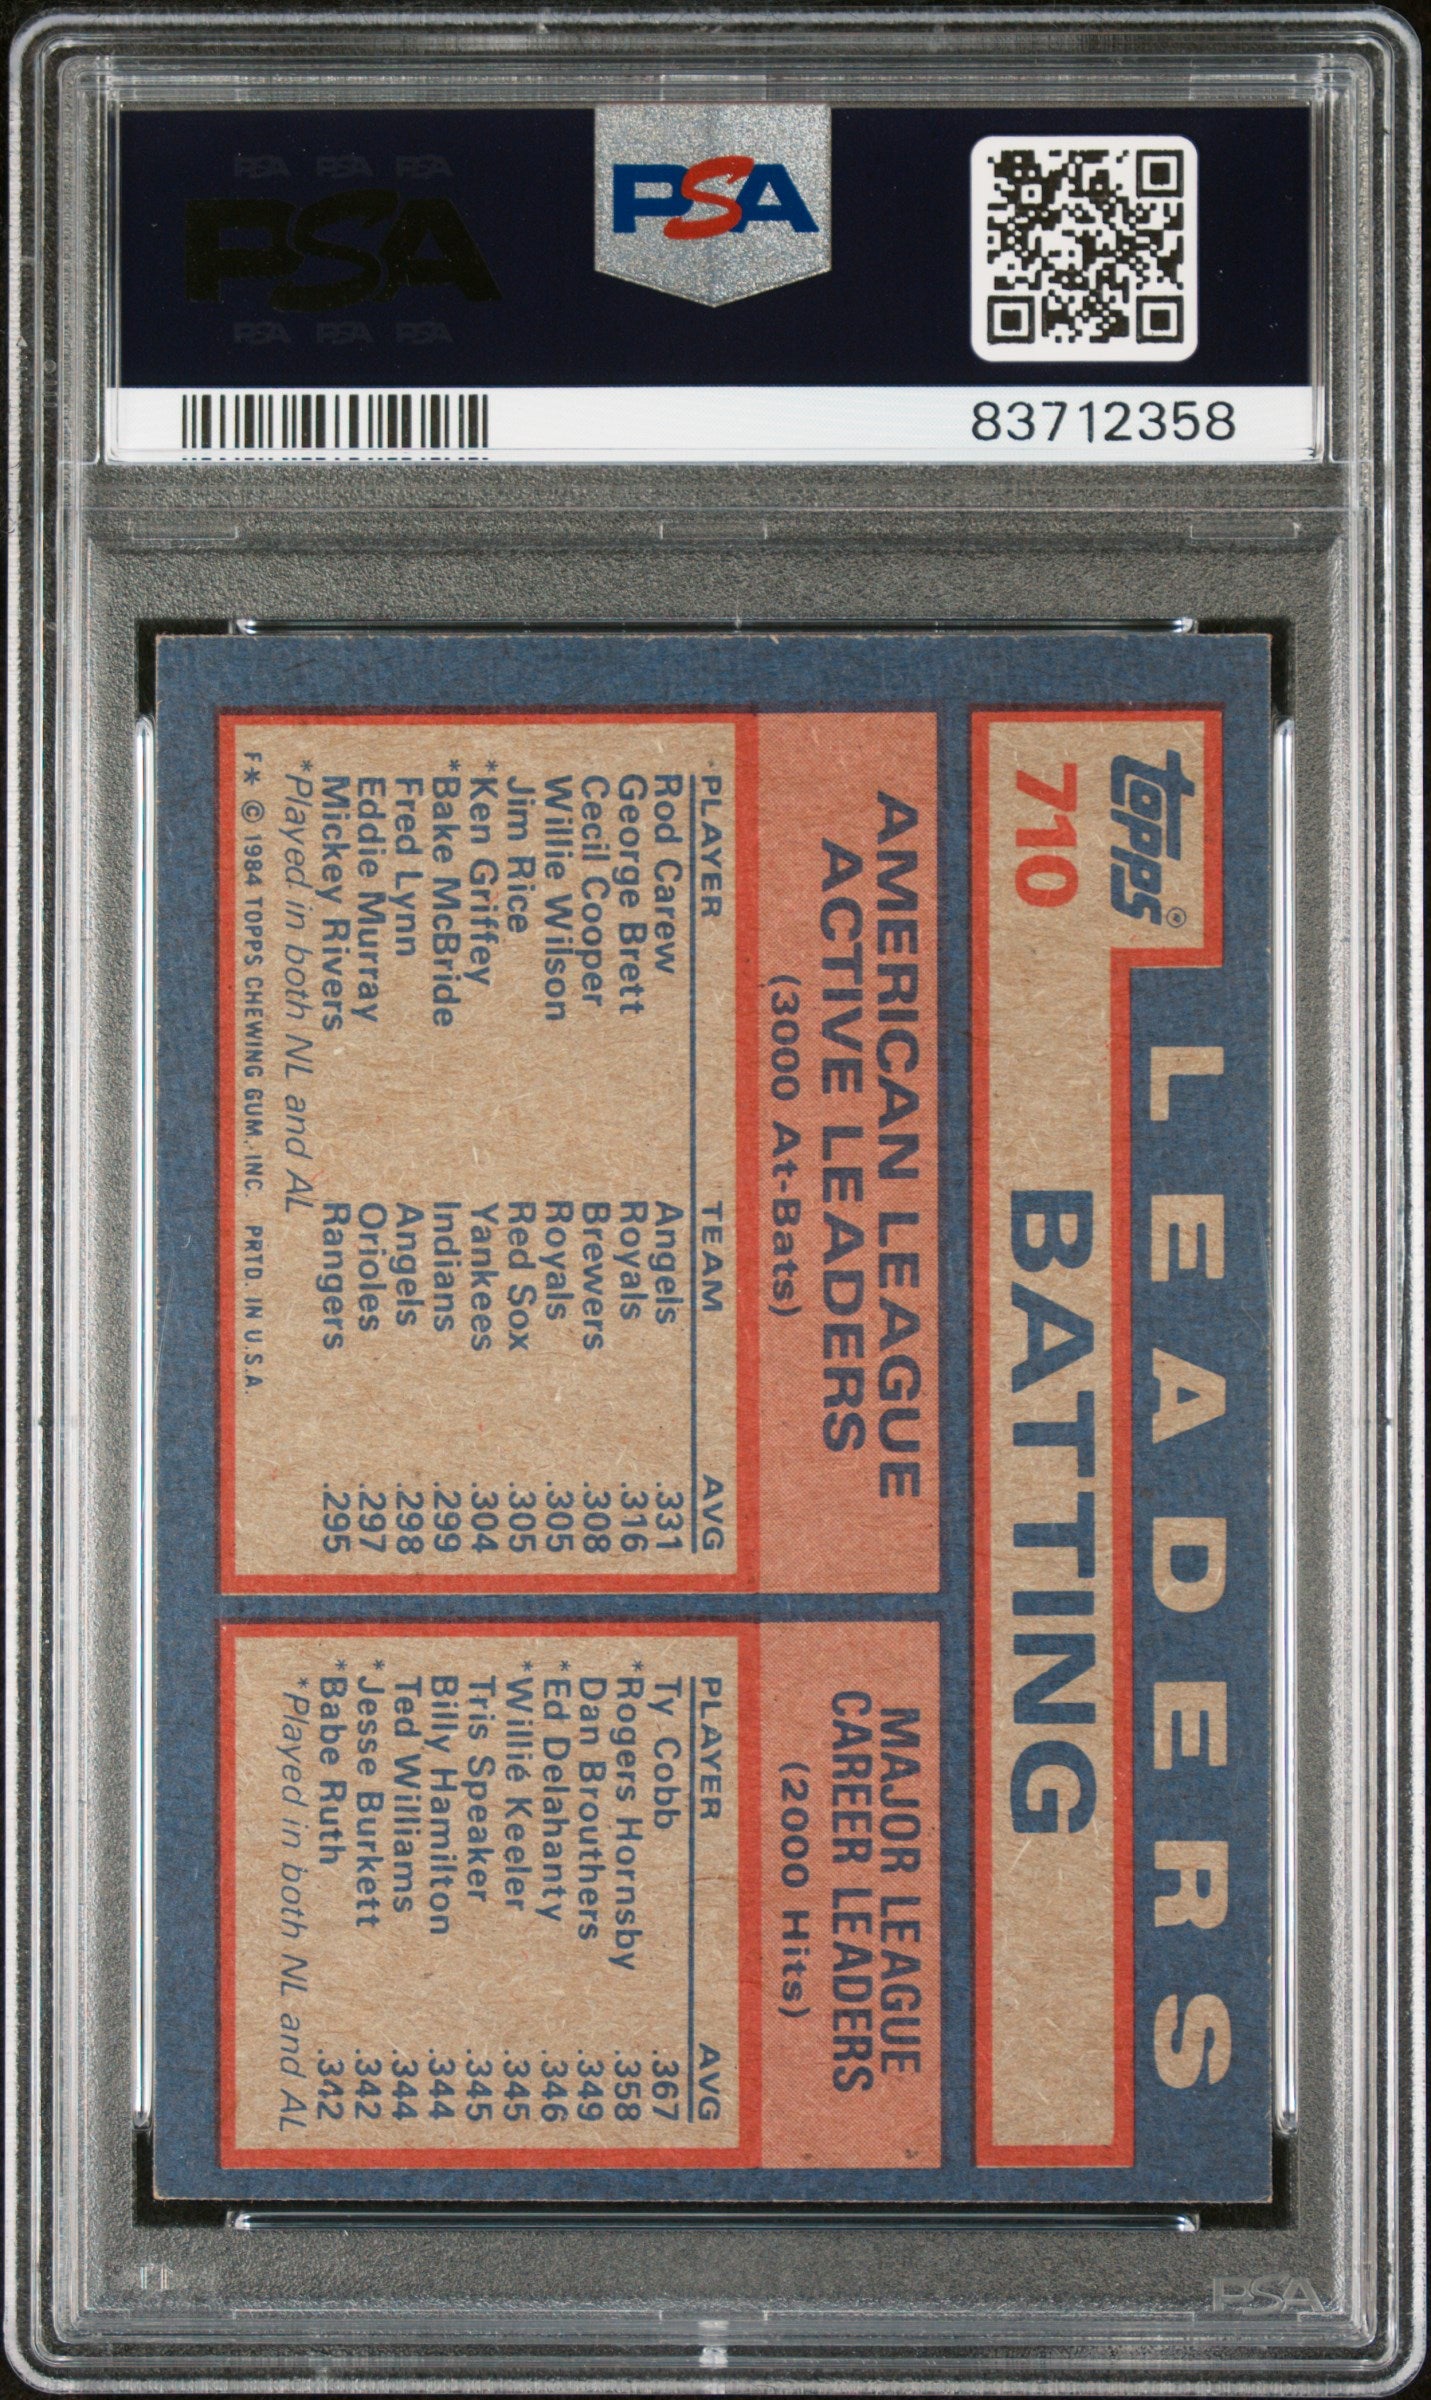 PSA PSA PSA
PSA
PSA PSA PSA
PSA
83712358
topps®
LEADERS
710
BATTING
AMERICAN LEAGUE
ACTIVE LEADERS
(3000 At-Bats)
PLAYER TEAM AVG
Rod Carew Angels .331
George Brett Royals .316
Cecil Cooper Brewers .308
Willie Wilson Royals .305
Jim Rice Red Sox .305
*Ken Griffey Yankees .304
*Bake McBride Indians .299
Fred Lynn Angels .298
Eddie Murray Orioles .297
Mickey Rivers Rangers .295
*Played in both NL and AL
F* © 1984 TOPPS CHEWING GUM, INC. PRTD. IN U.S.A.
MAJOR LEAGUE
CAREER LEADERS
(2000 Hits)
PLAYER AVG
Ty Cobb .367
*Rogers Hornsby .358
Dan Brouthers .349
*Ed Delahanty .346
*Willie Keeler .345
Tris Speaker .345
Billy Hamilton .344
Ted Williams .344
*Jesse Burkett .342
*Babe Ruth .342
*Played in both NL and AL
PSA